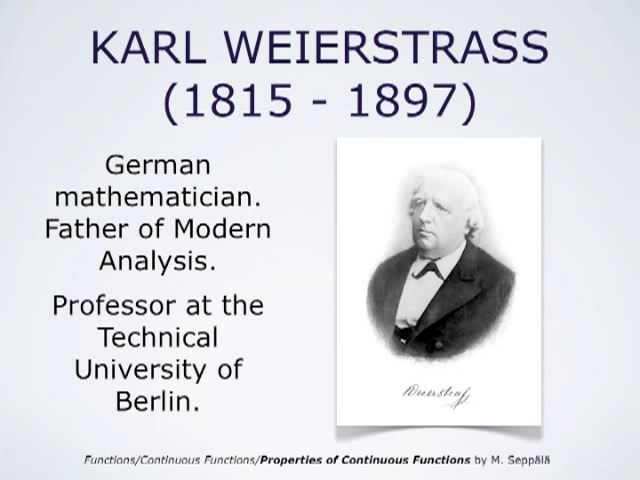 KARL WEIERSTRASS
(1815 - 1897)
German
mathematician.
Father of Modern
Analysis.
Professor at the
Technical
University of
Berlin.
Weierstraß
Functions/Continuous Functions/Properties of Continuous Functions by M. Seppälä